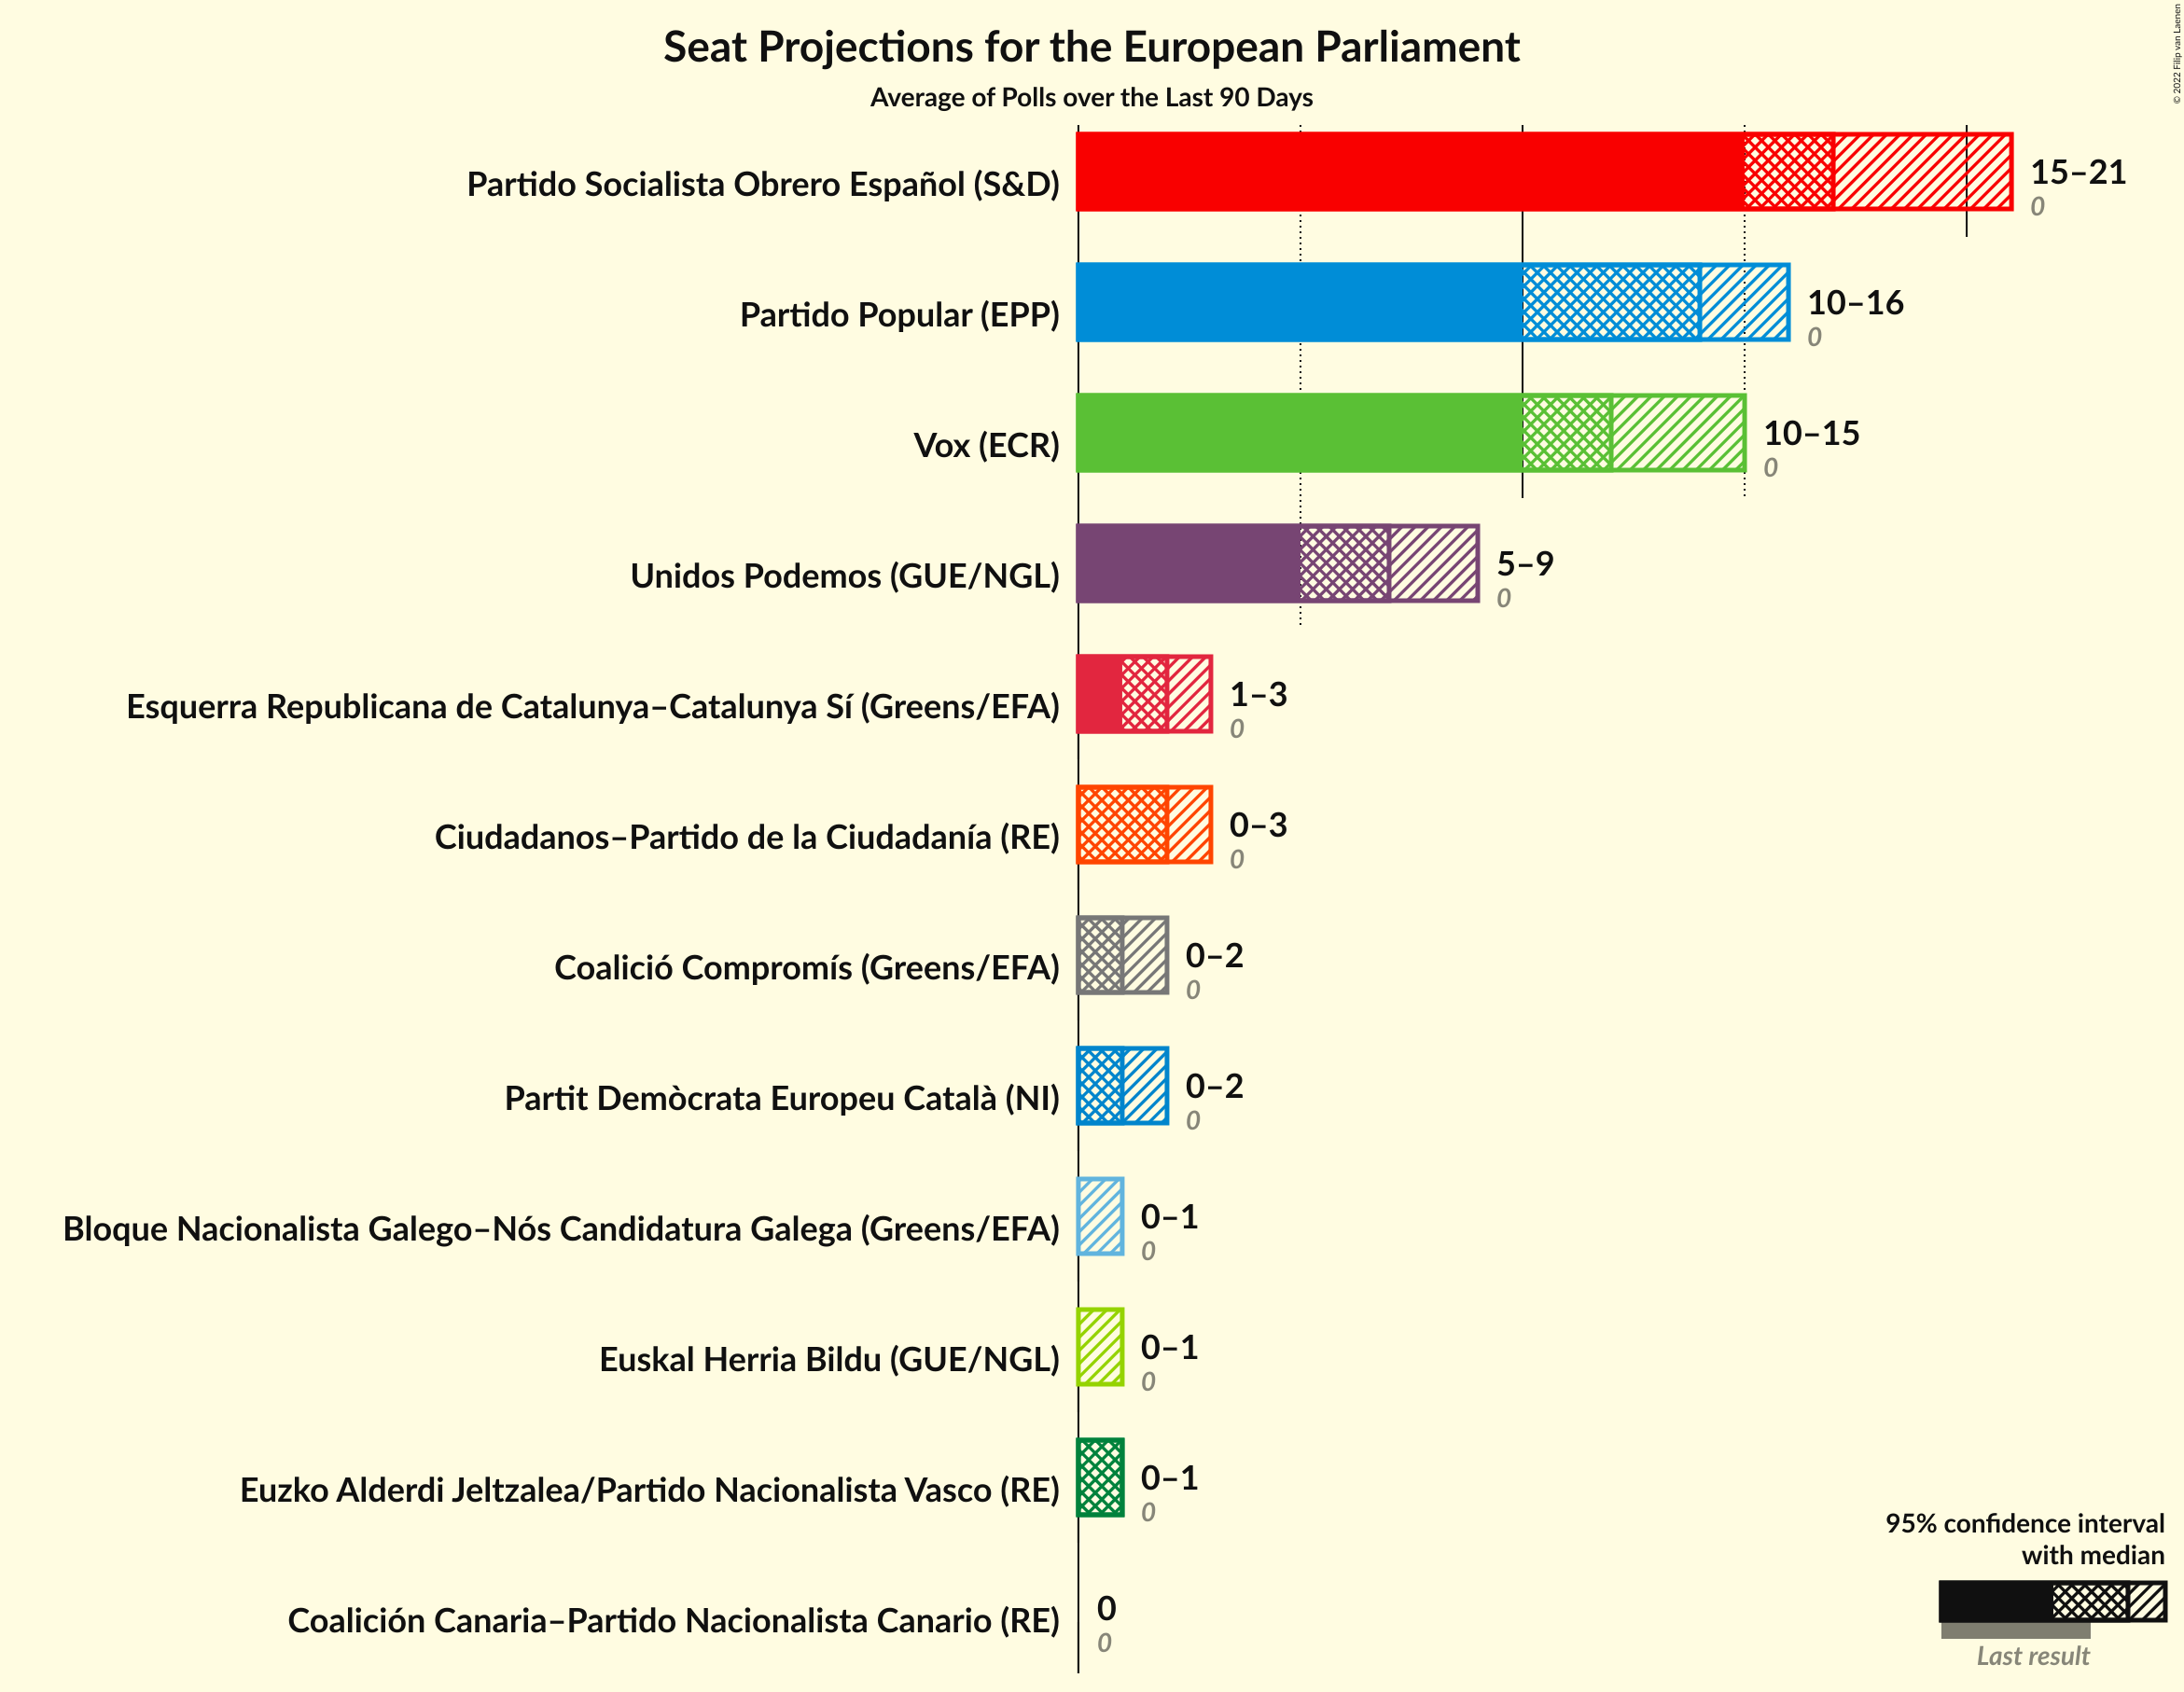 Seat Projections for the European Parliament
Average of Polls over the Last 90 Days
© 2022 Filip van Laenen
Partido Socialista Obrero Español (S&D)
15–21
0
Partido Popular (EPP)
10–16
0
Vox (ECR)
10–15
0
Unidos Podemos (GUE/NGL)
5–9
0
Esquerra Republicana de Catalunya–Catalunya Sí (Greens/EFA)
1–3
0
Ciudadanos–Partido de la Ciudadanía (RE)
0–3
0
Coalició Compromís (Greens/EFA)
0–2
0
Partit Demòcrata Europeu Català (NI)
0–2
0
Bloque Nacionalista Galego–Nós Candidatura Galega (Greens/EFA)
0–1
0
Euskal Herria Bildu (GUE/NGL)
0–1
0
Euzko Alderdi Jeltzalea/Partido Nacionalista Vasco (RE)
0–1
0
Coalición Canaria–Partido Nacionalista Canario (RE)
0
0
95% confidence interval
with median
Last result